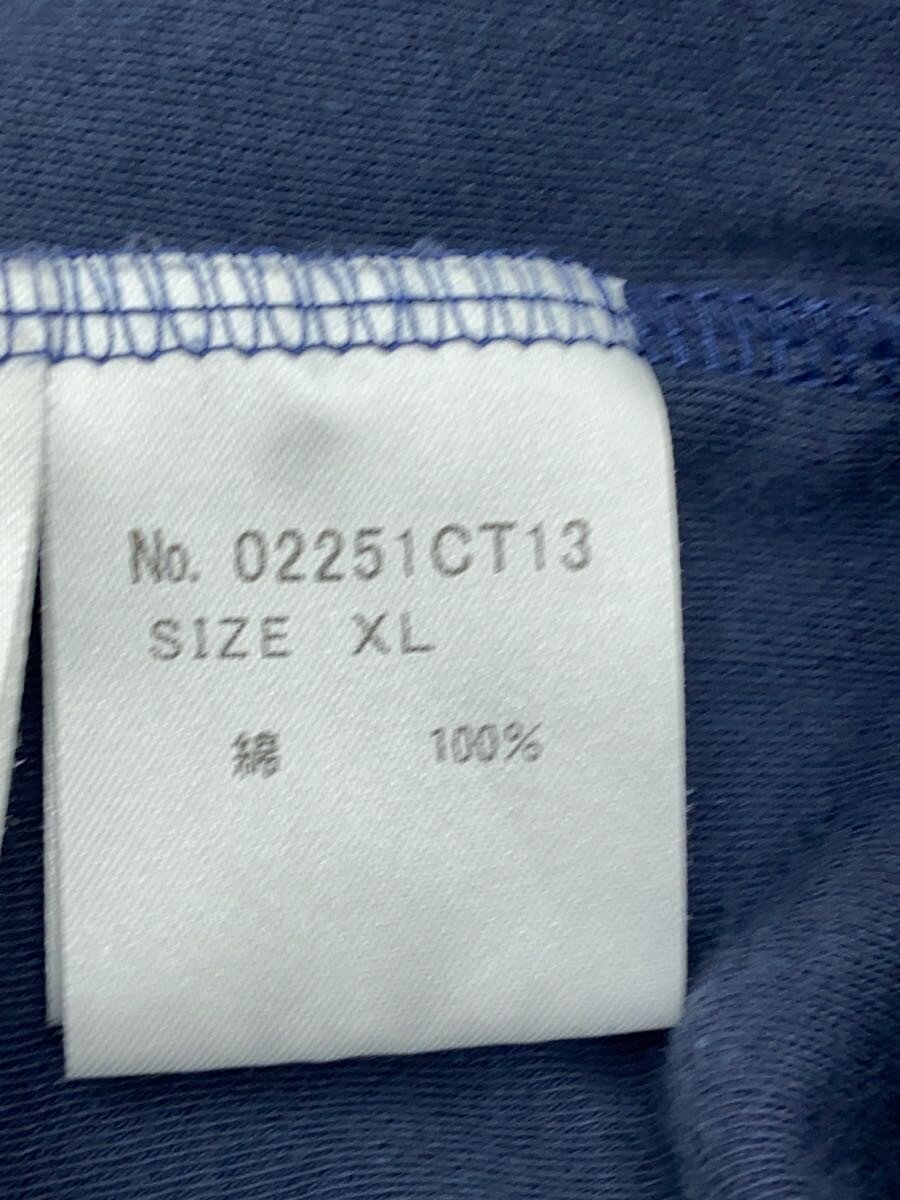 No. 02251CT13
SIZE XL
綿 100%